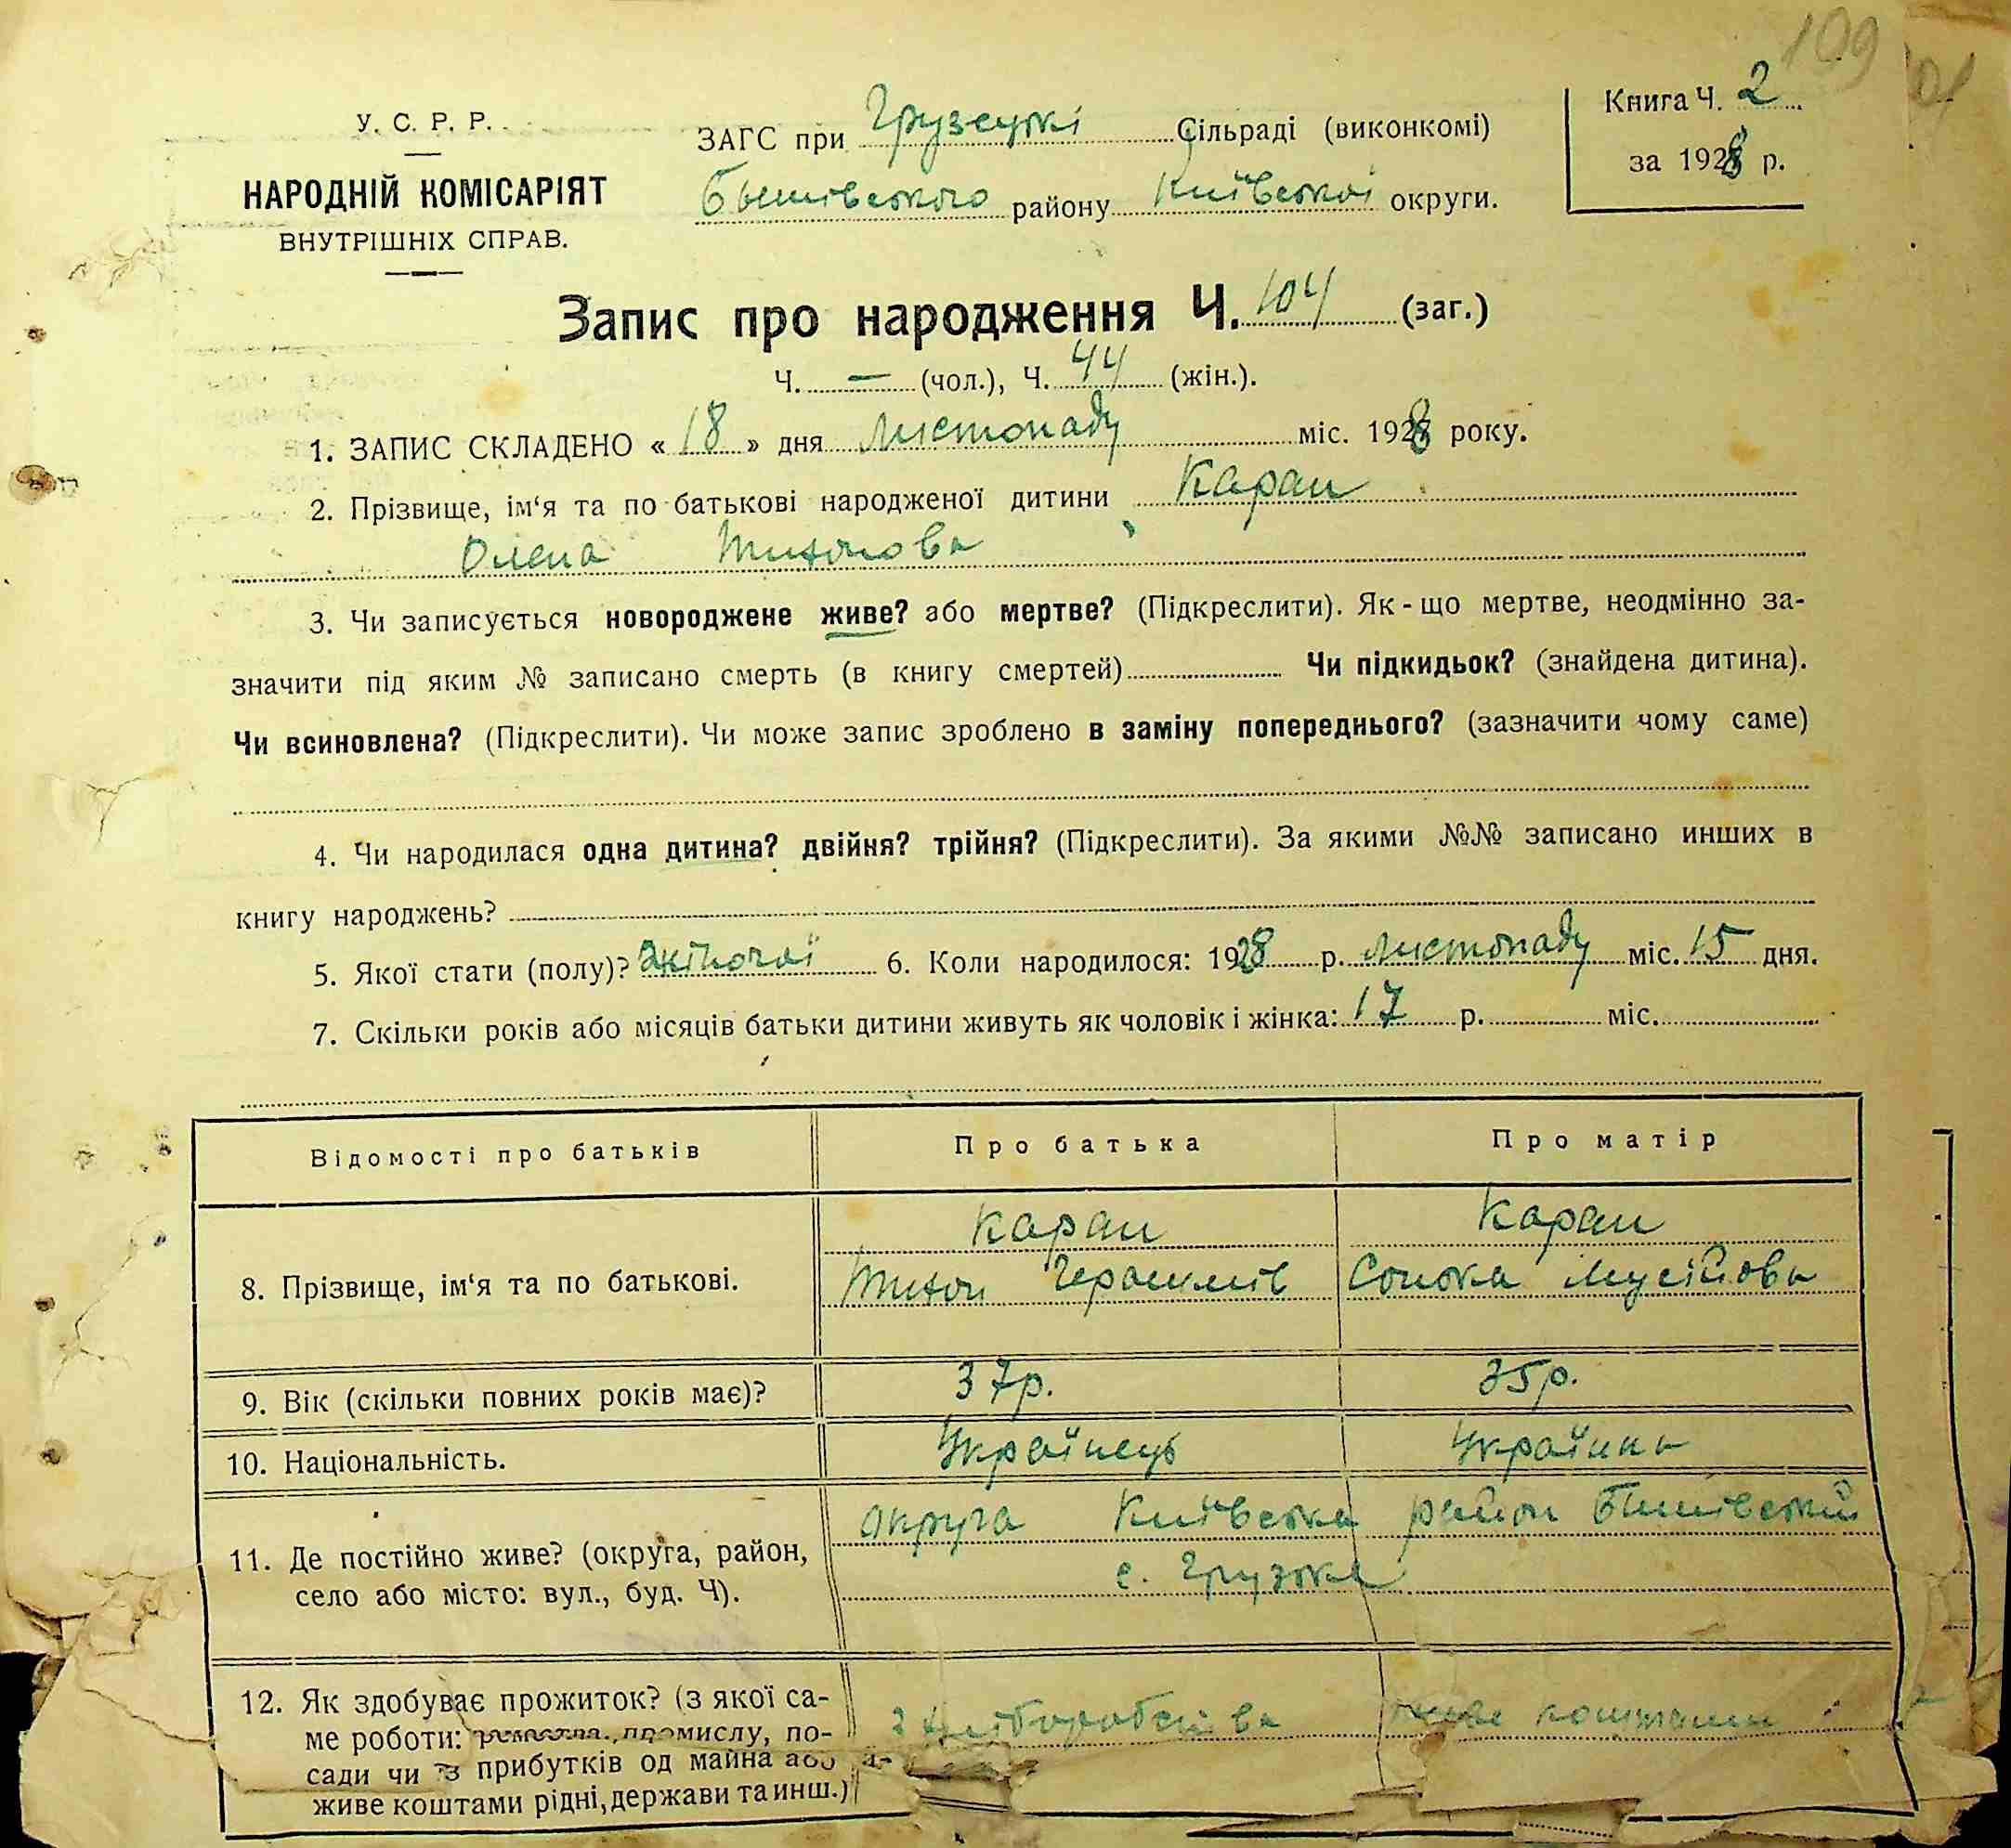 109
У. С. Р. Р.
НАРОДНІЙ КОМІСАРІЯТ
ВНУТРІШНІХ СПРАВ.
ЗАГС при Грузецькі Сільраді (виконкомі)
Бишівського району Київської округи.
Книга Ч. 2
за 1928 р.
Запис про народження Ч. 104 (заг.)
Ч. — (чол.), Ч. 44 (жін.).
1. ЗАПИС СКЛАДЕНО « 18 » дня Листопаду міс. 1928 року.
2. Прізвище, ім‘я та по батькові народженої дитини Каран
Олена Тихонова
3. Чи записується новороджене живе? або мертве? (Підкреслити). Як-що мертве, неодмінно за-
значити під яким № записано смерть (в книгу смертей) Чи підкидьок? (знайдена дитина).
Чи всиновлена? (Підкреслити). Чи може запис зроблено в заміну попереднього? (зазначити чому саме)
4. Чи народилася одна дитина? двійня? трійня? (Підкреслити). За якими №№ записано инших в
книгу народжень?
5. Якої стати (полу)? жіночої 6. Коли народилося: 1928 р. листопаду міс. 15 дня.
7. Скільки років або місяців батьки дитини живуть як чоловік і жінка: 17 р. міс.
Відомості про батьків Про батька Про матір
Каран Каран
8. Прізвище, ім‘я та по батькові. Тихон Герасимів Сонька Мусійова
9. Вік (скільки повних років має)? 37р. 35р.
10. Національність. Українець Українка
округа Київська район Бишівський
11. Де постійно живе? (округа, район,
село або місто: вул., буд. Ч). с. Грузька
12. Як здобуває прожиток? (з якої са-
ме роботи: ремества, промислу, по- з хліборобства живе коштами
сади чи з прибутків од майна або
живе коштами рідні, держави та инш.)